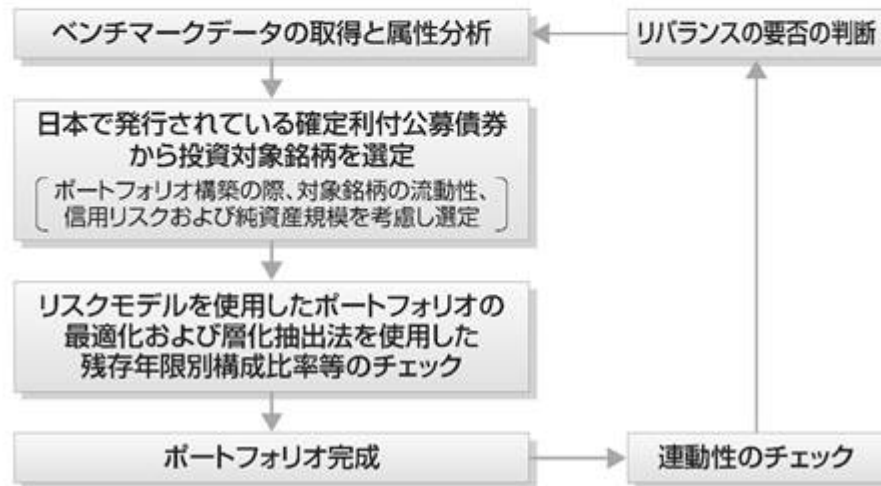 ベンチマークデータの取得と属性分析
リバランスの要否の判断
日本で発行されている確定利付公募債券
から投資対象銘柄を選定
ポートフォリオ構築の際、対象銘柄の流動性、
信用リスクおよび純資産規模を考慮し選定
リスクモデルを使用したポートフォリオの
最適化および層化抽出法を使用した
残存年限別構成比率等のチェック
ポートフォリオ完成
連動性のチェック